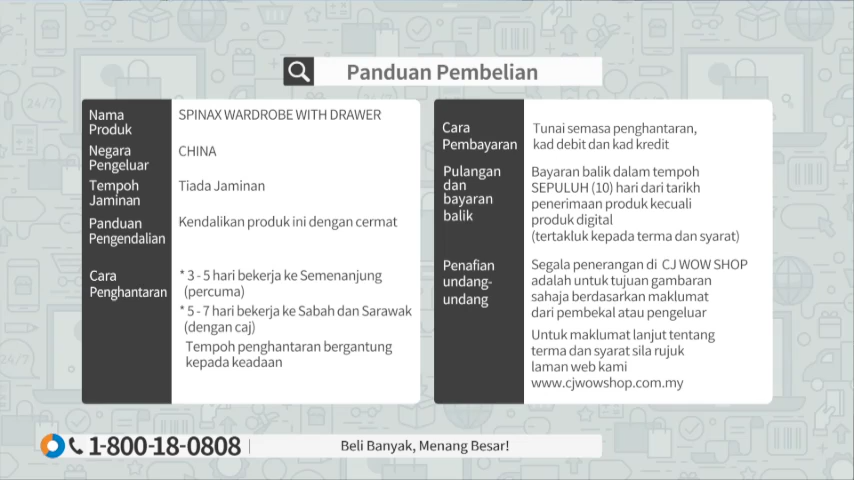 Panduan Pembelian
Nama
Produk
SPINAX WARDROBE WITH DRAWER
Negara
Pengeluar
CHINA
Tempoh
Jaminan
Tiada Jaminan
Panduan
Pengendalian
Kendalikan produk ini dengan cermat
Cara
Penghantaran
* 3 - 5 hari bekerja ke Semenanjung
(percuma)
* 5 - 7 hari bekerja ke Sabah dan Sarawak
(dengan caj)
Tempoh penghantaran bergantung
kepada keadaan
Cara
Pembayaran
Tunai semasa penghantaran,
kad debit dan kad kredit
Pulangan
dan
bayaran
balik
Bayaran balik dalam tempoh
SEPULUH (10) hari dari tarikh
penerimaan produk kecuali
produk digital
(tertakluk kepada terma dan syarat)
Penafian
undang-
undang
Segala penerangan di CJ WOW SHOP
adalah untuk tujuan gambaran
sahaja berdasarkan maklumat
dari pembekal atau pengeluar
Untuk maklumat lanjut tentang
terma dan syarat sila rujuk
laman web kami
www.cjwowshop.com.my
1-800-18-0808
Beli Banyak, Menang Besar!
24/7
24/7